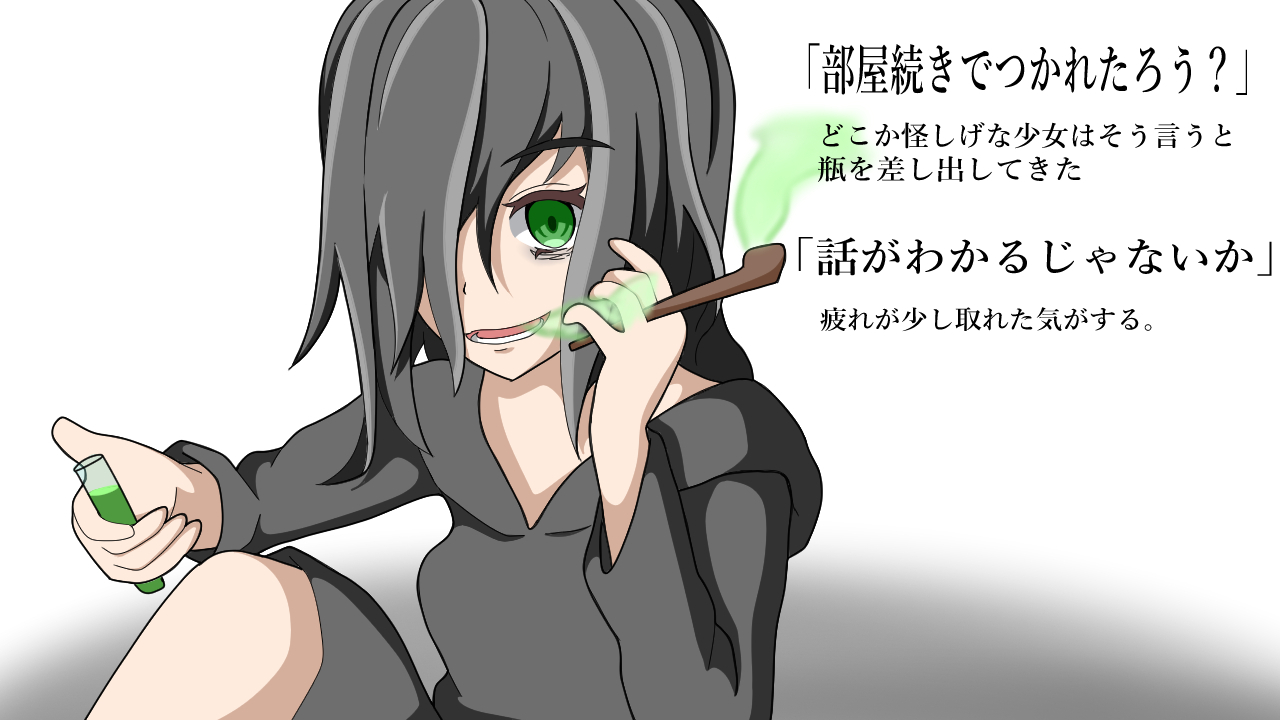 「部屋続きでつかれたろう？」
どこか怪しげな少女はそう言うと
瓶を差し出してきた
「話がわかるじゃないか」
疲れが少し取れた気がする。